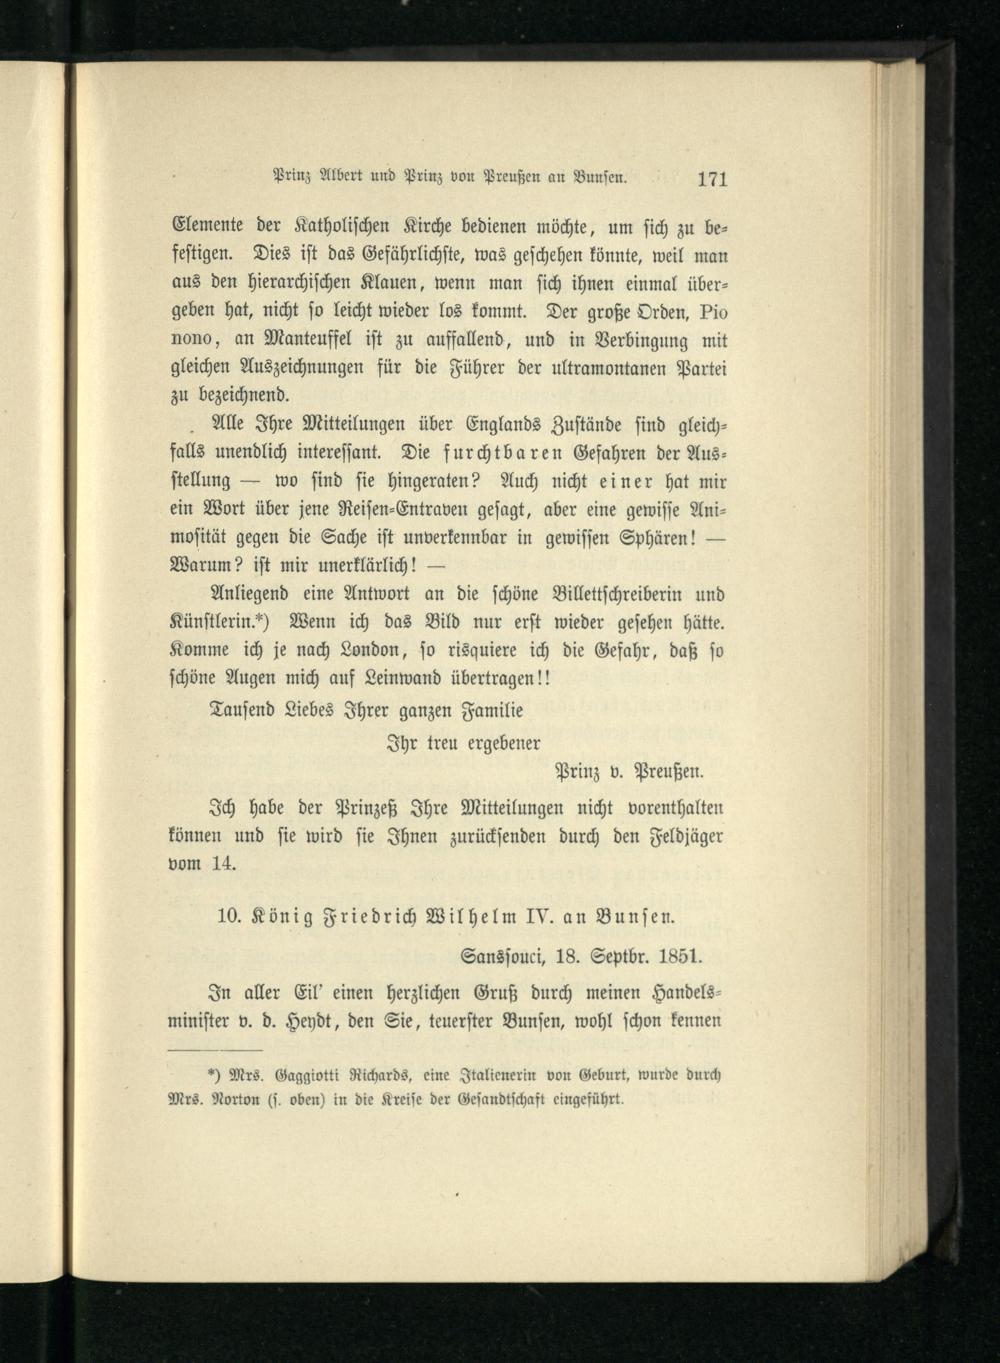 Prinz Albert und Prinz von Preußen an Bunsen. 171
Elemente der Katholischen Kirche bedienen möchte, um sich zu be-
festigen. Dies ist das Gefährlichste, was geschehen könnte, weil man
aus den hierarchischen Klauen, wenn man sich ihnen einmal über-
geben hat, nicht so leicht wieder los kommt. Der große Orden, Pio
nono, an Manteuffel ist zu auffallend, und in Verbingung mit
gleichen Auszeichnungen für die Führer der ultramontanen Partei
zu bezeichnend.
Alle Ihre Mitteilungen über Englands Zustände sind gleich-
falls unendlich interessant. Die furchtbaren Gefahren der Aus-
stellung — wo sind sie hingeraten? Auch nicht einer hat mir
ein Wort über jene Reisen-Entraven gesagt, aber eine gewisse Ani-
mosität gegen die Sache ist unverkennbar in gewissen Sphären! —
Warum? ist mir unerklärlich! —
Anliegend eine Antwort an die schöne Billettschreiberin und
Künstlerin.*) Wenn ich das Bild nur erst wieder gesehen hätte.
Komme ich je nach London, so risquiere ich die Gefahr, daß so
schöne Augen mich auf Leinwand übertragen!!
Tausend Liebes Ihrer ganzen Familie
Ihr treu ergebener
Prinz v. Preußen.
Ich habe der Prinzeß Ihre Mitteilungen nicht vorenthalten
können und sie wird sie Ihnen zurücksenden durch den Feldjäger
vom 14.
10. König Friedrich Wilhelm IV. an Bunsen.
Sanssouci, 18. Septbr. 1851.
In aller Eil' einen herzlichen Gruß durch meinen Handels-
minister v. d. Heydt, den Sie, teuerster Bunsen, wohl schon kennen
*) Mrs. Gaggiotti Richards, eine Italienerin von Geburt, wurde durch
Mrs. Norton (s. oben) in die Kreise der Gesandtschaft eingeführt.